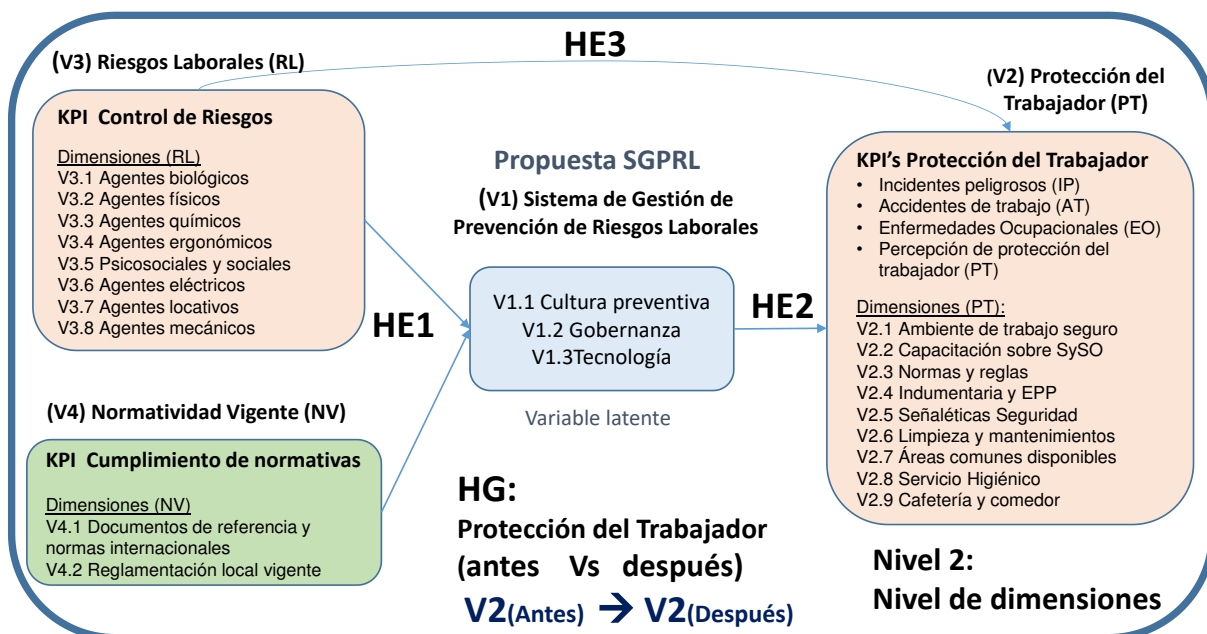 HE3
(V3) Riesgos Laborales (RL)
KPI Control de Riesgos
Dimensiones (RL)
V3.1 Agentes biológicos
V3.2 Agentes físicos
V3.3 Agentes químicos
V3.4 Agentes ergonómicos
V3.5 Psicosociales y sociales
V3.6 Agentes eléctricos
V3.7 Agentes locativos
V3.8 Agentes mecánicos
HE1
(V4) Normatividad Vigente (NV)
KPI Cumplimiento de normativas
Dimensiones (NV)
V4.1 Documentos de referencia y
normas internacionales
V4.2 Reglamentación local vigente
Propuesta SGPRL
(V1) Sistema de Gestión de
Prevención de Riesgos Laborales
V1.1 Cultura preventiva
V1.2 Gobernanza
V1.3Tecnología
Variable latente
HE2
HG:
Protección del Trabajador
(antes Vs después)
V2(Antes) → V2(Después)
(V2) Protección del
Trabajador (PT)
KPI's Protección del Trabajador
• Incidentes peligrosos (IP)
• Accidentes de trabajo (AT)
• Enfermedades Ocupacionales (EO)
• Percepción de protección del
trabajador (PT)
Dimensiones (PT):
V2.1 Ambiente de trabajo seguro
V2.2 Capacitación sobre SySO
V2.3 Normas y reglas
V2.4 Indumentaria y EPP
V2.5 Señaléticas Seguridad
V2.6 Limpieza y mantenimientos
V2.7 Áreas comunes disponibles
V2.8 Servicio Higiénico
V2.9 Cafetería y comedor
Nivel 2:
Nivel de dimensiones